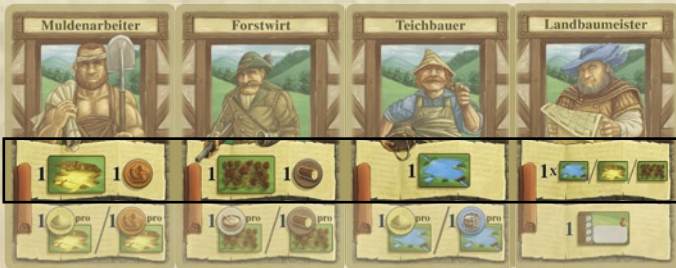 Muldenarbeiter
Forstwirt
Teichbauer
Landbaumeister
1 1
1 1
1
1x / /
1 pro / 1 pro
1 pro / 1 pro
1 pro / 1 pro
1